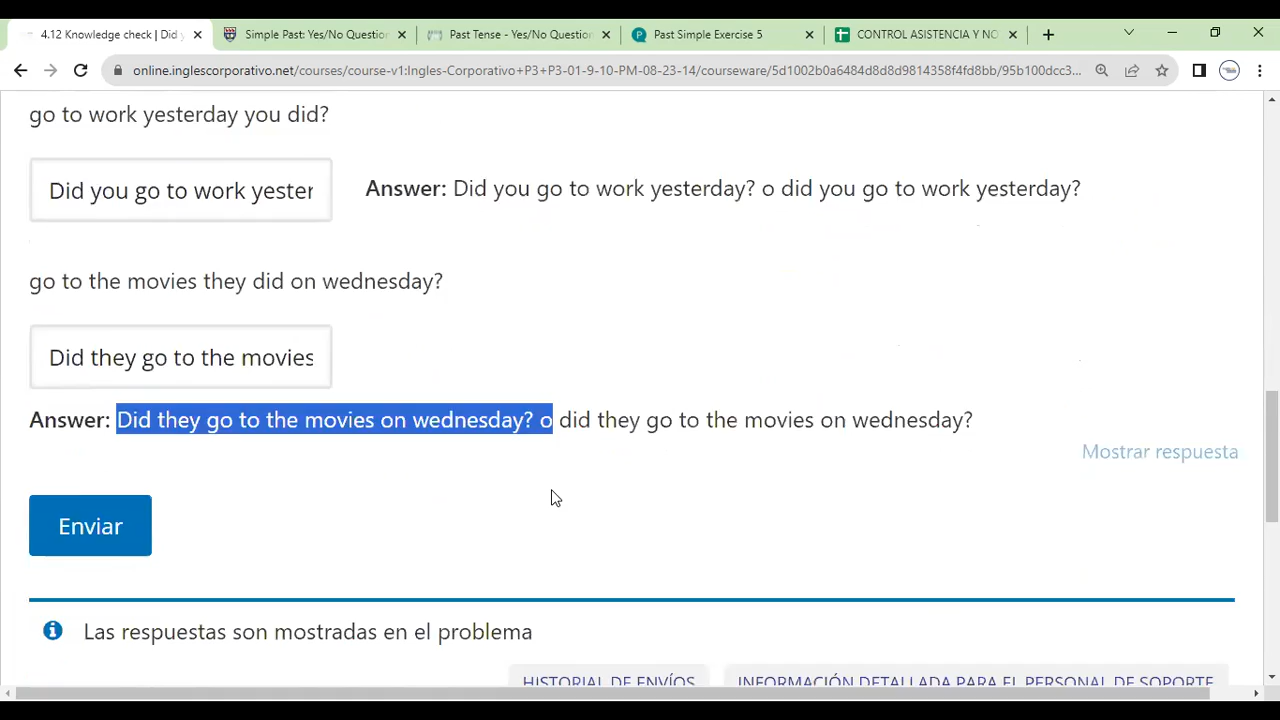 4.12 Knowledge check | Did y
Simple Past: Yes/No Question
Past Tense - Yes/No Question
Past Simple Exercise 5
CONTROL ASISTENCIA Y NO
online.inglescorporativo.net/courses/course-v1:Ingles-Corporativo+P3+P3-01-9-10-PM-08-23-14/courseware/5d1002b0a6484d8d8d9814358f4fd8bb/95b100dcc3...
go to work yesterday you did?
Did you go to work yester
Answer: Did you go to work yesterday? o did you go to work yesterday?
go to the movies they did on wednesday?
Did they go to the movies
Answer: Did they go to the movies on wednesday? o did they go to the movies on wednesday?
Mostrar respuesta
Enviar
Las respuestas son mostradas en el problema
HISTORIAL DE ENVÍOS
INFORMACIÓN DETALLADA PARA EL PERSONAL DE SOPORTE